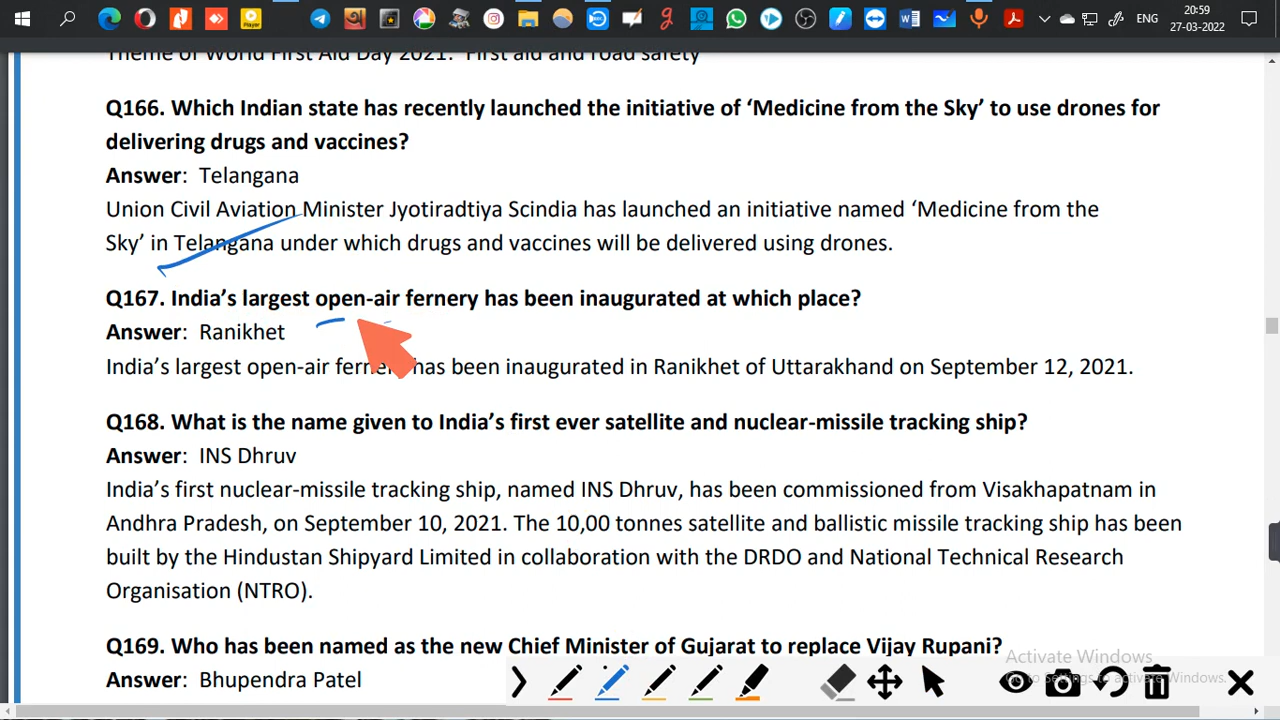 20:59
ENG
27-03-2022
Player
REC
Theme of World First Aid Day 2021: First aid and road safety
Q166. Which Indian state has recently launched the initiative of ‘Medicine from the Sky’ to use drones for
delivering drugs and vaccines?
Answer: Telangana
Union Civil Aviation Minister Jyotiradtiya Scindia has launched an initiative named ‘Medicine from the
Sky’ in Telangana under which drugs and vaccines will be delivered using drones.
Q167. India’s largest open-air fernery has been inaugurated at which place?
Answer: Ranikhet
India’s largest open-air fernery has been inaugurated in Ranikhet of Uttarakhand on September 12, 2021.
Q168. What is the name given to India’s first ever satellite and nuclear-missile tracking ship?
Answer: INS Dhruv
India’s first nuclear-missile tracking ship, named INS Dhruv, has been commissioned from Visakhapatnam in
Andhra Pradesh, on September 10, 2021. The 10,00 tonnes satellite and ballistic missile tracking ship has been
built by the Hindustan Shipyard Limited in collaboration with the DRDO and National Technical Research
Organisation (NTRO).
Q169. Who has been named as the new Chief Minister of Gujarat to replace Vijay Rupani?
Answer: Bhupendra Patel
Activate Windows
Go to Settings to activate Windows.